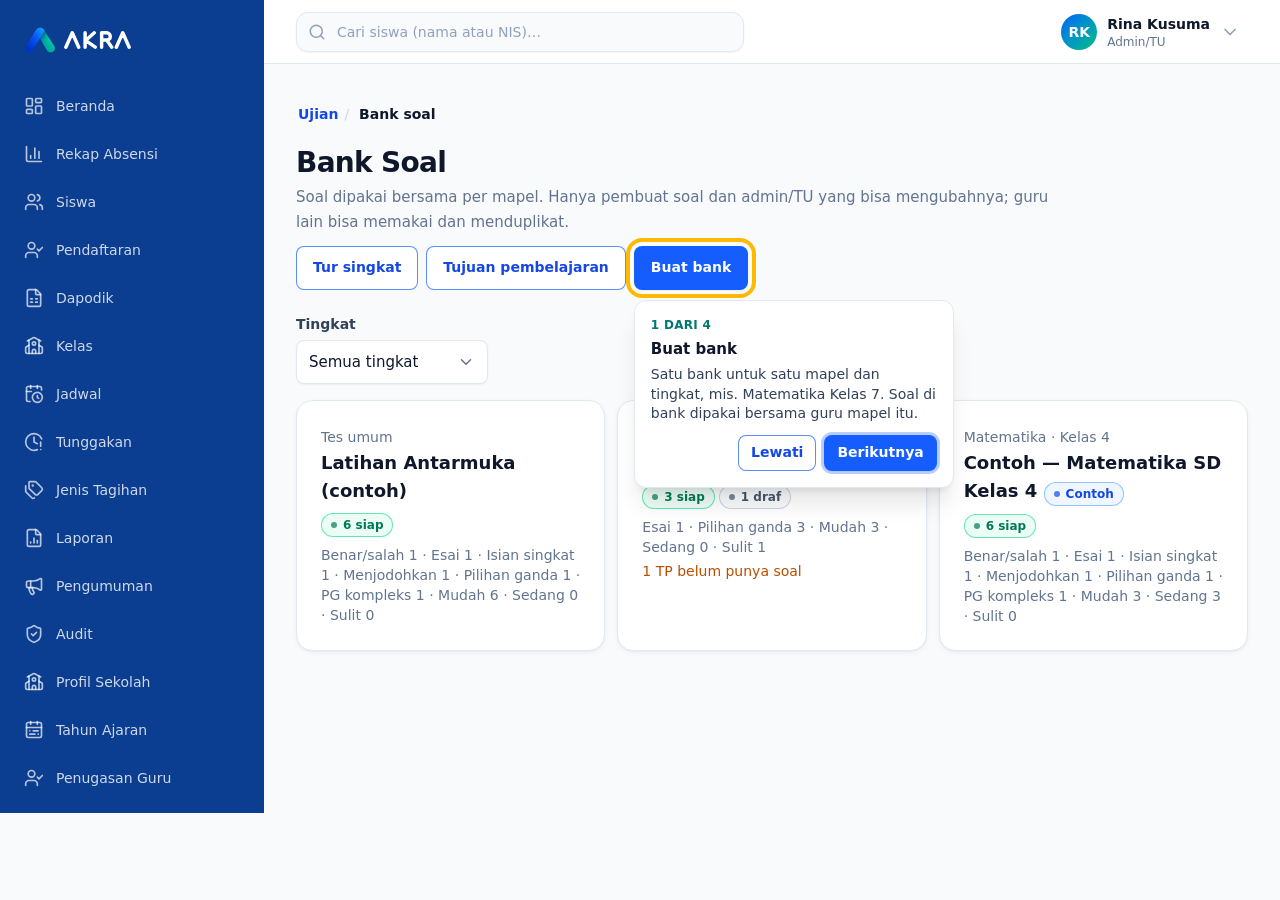 AKRA
Cari siswa (nama atau NIS)...
RK
Rina Kusuma
Admin/TU
Beranda
Rekap Absensi
Siswa
Pendaftaran
Dapodik
Kelas
Jadwal
Tunggakan
Jenis Tagihan
Laporan
Pengumuman
Audit
Profil Sekolah
Tahun Ajaran
Penugasan Guru
Ujian / Bank soal
Bank Soal
Soal dipakai bersama per mapel. Hanya pembuat soal dan admin/TU yang bisa mengubahnya; guru
lain bisa memakai dan menduplikat.
Tur singkat
Tujuan pembelajaran
Buat bank
Tingkat
Semua tingkat
1 DARI 4
Buat bank
Satu bank untuk satu mapel dan
tingkat, mis. Matematika Kelas 7. Soal di
bank dipakai bersama guru mapel itu.
Lewati
Berikutnya
Tes umum
Latihan Antarmuka
(contoh)
6 siap
Benar/salah 1 · Esai 1 · Isian singkat
1 · Menjodohkan 1 · Pilihan ganda 1 ·
PG kompleks 1 · Mudah 6 · Sedang 0
· Sulit 0
3 siap
1 draf
Esai 1 · Pilihan ganda 3 · Mudah 3 ·
Sedang 0 · Sulit 1
1 TP belum punya soal
Matematika · Kelas 4
Contoh — Matematika SD
Kelas 4 Contoh
6 siap
Benar/salah 1 · Esai 1 · Isian singkat
1 · Menjodohkan 1 · Pilihan ganda 1 ·
PG kompleks 1 · Mudah 3 · Sedang 3
· Sulit 0